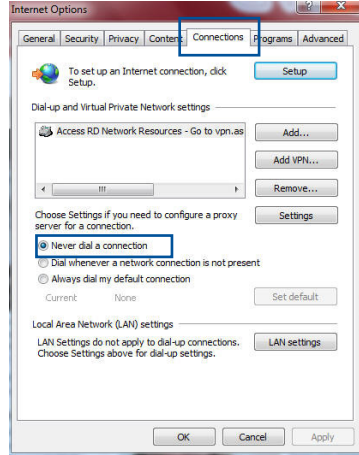 Internet Options
General Security Privacy Content Connections Programs Advanced
To set up an Internet connection, click Setup.
Setup
Dial-up and Virtual Private Network settings
Access RD Network Resources - Go to vpn.as
Add...
Add VPN...
Remove...
Choose Settings if you need to configure a proxy
server for a connection.
Settings
Never dial a connection
Dial whenever a network connection is not present
Always dial my default connection
Current None
Set default
Local Area Network (LAN) settings
LAN Settings do not apply to dial-up connections.
Choose Settings above for dial-up settings.
LAN settings
OK Cancel Apply